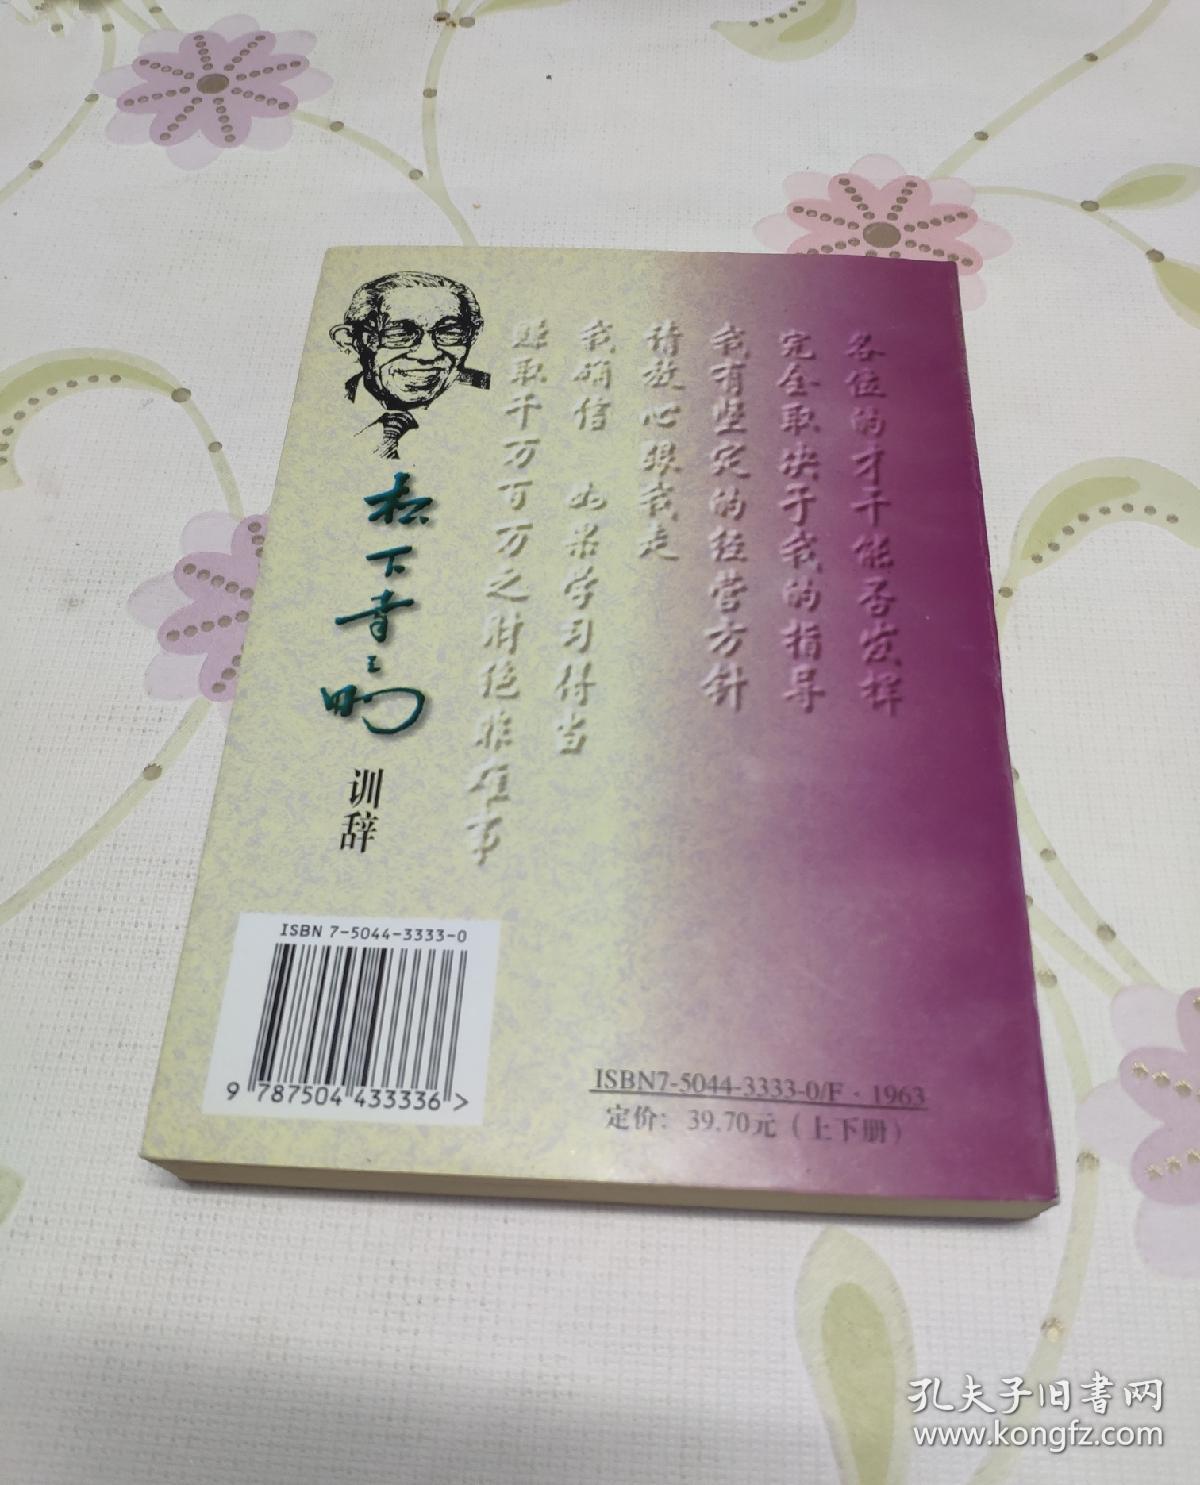 各位的才干能否发挥
完全取决于我的指导
我有坚定的经营方针
请放心跟我走
我确信 如果学习付当
赚取千万百万之财绝非难事
松下幸之助
训辞
ISBN 7-5044-3333-0
9 787504 433336 >
ISBN7-5044-3333-0/F·1963
定价：39.70元（上下册）
孔夫子旧書网
www.kongfz.com